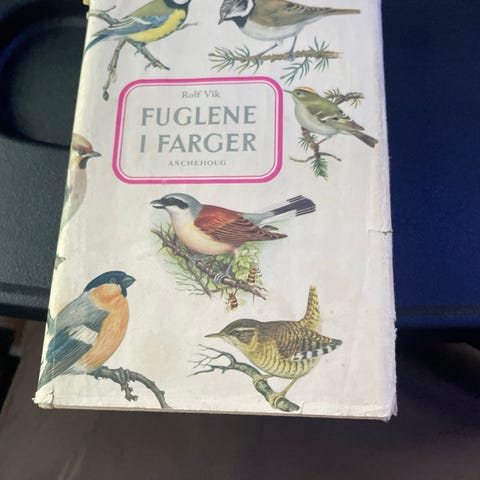 Rolf Vik
FUGLENE
I FARGER
ASCHEHOUG